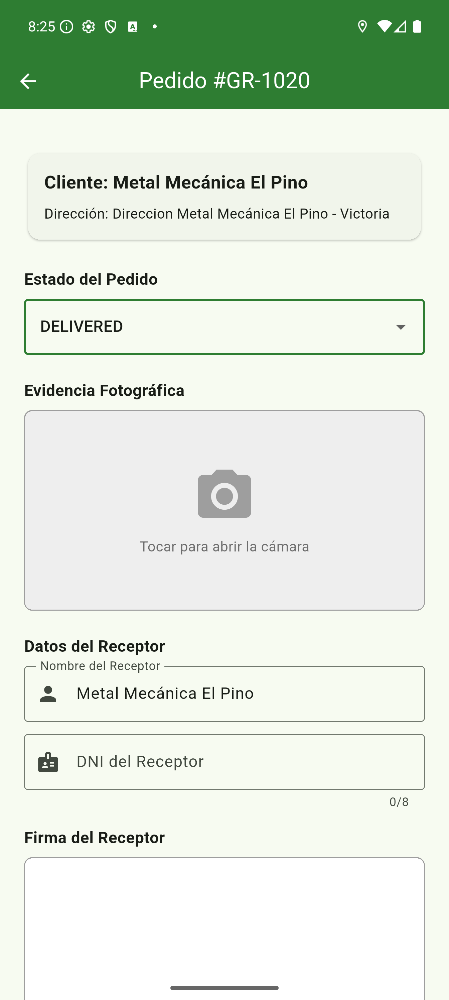 8:25
Pedido #GR-1020
Cliente: Metal Mecánica El Pino
Dirección: Direccion Metal Mecánica El Pino - Victoria
Estado del Pedido
DELIVERED
Evidencia Fotográfica
Tocar para abrir la cámara
Datos del Receptor
Nombre del Receptor
Metal Mecánica El Pino
DNI del Receptor
0/8
Firma del Receptor